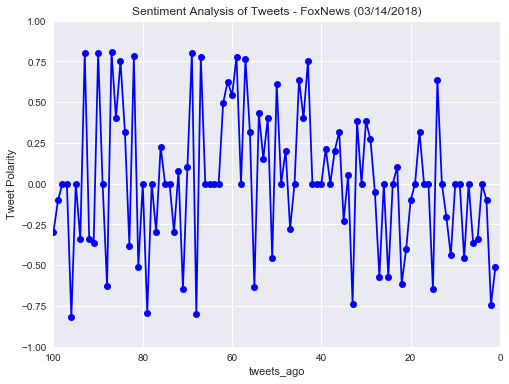 Sentiment Analysis of Tweets - FoxNews (03/14/2018)
1.00
0.75
0.50
0.25
0.00
−0.25
−0.50
−0.75
−1.00
Tweet Polarity
100 80 60 40 20 0
tweets_ago